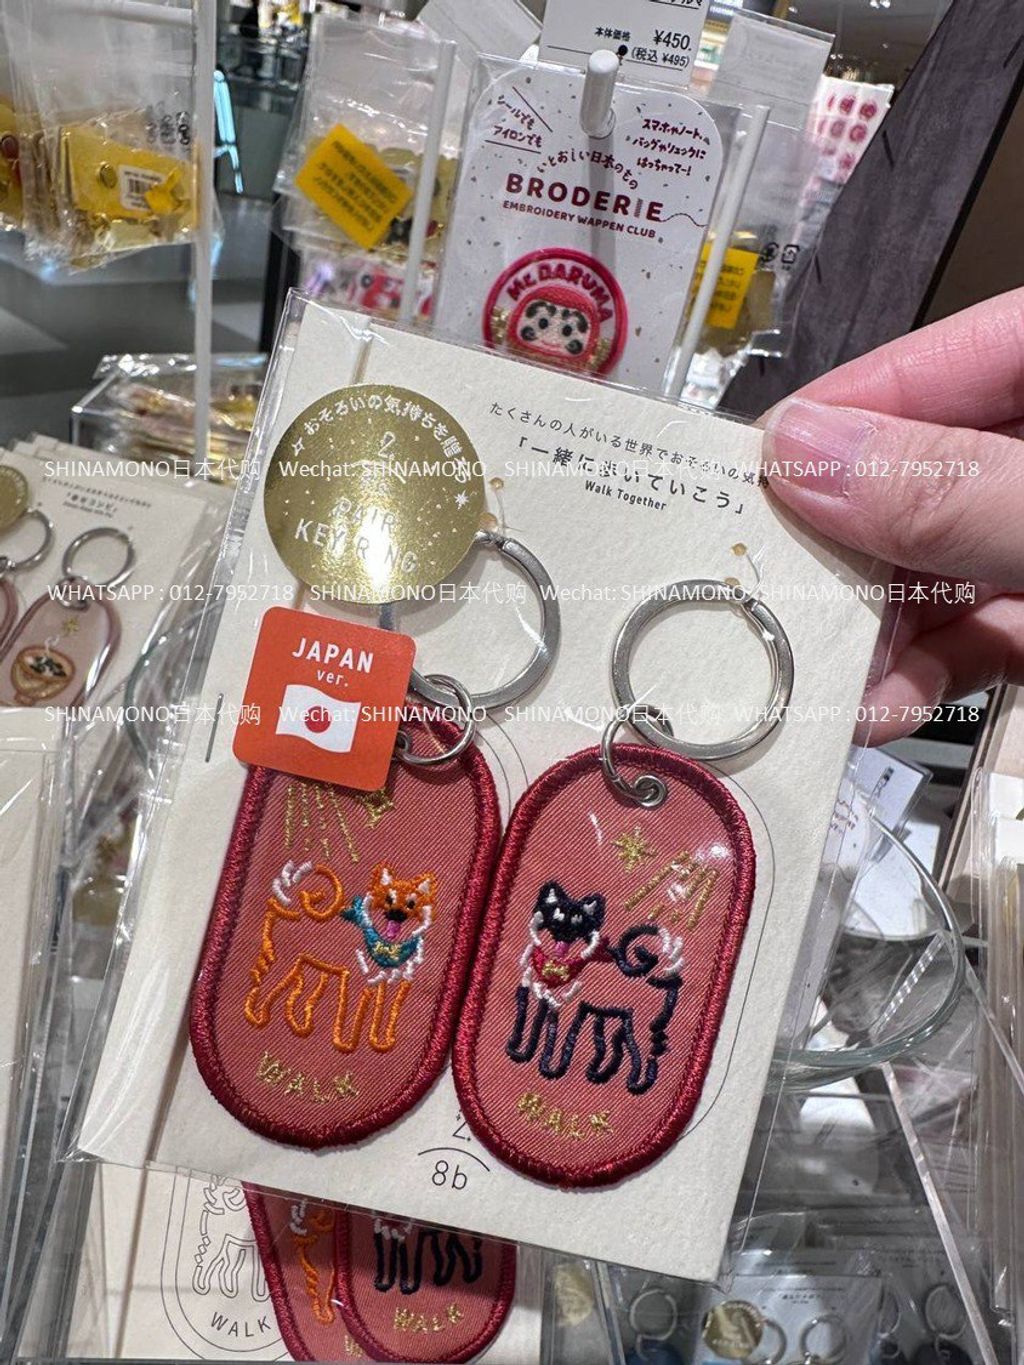 本体価格 ¥450.
(税込 ¥495)
シールでも
アイロンでも
スマホやノート、
バッグやリュックに
はっちゃってー!
いとおしい日本のもの
BRODERIE
EMBROIDERY WAPPEN CLUB
Mr. DARUMA
たくさんの人がいる世界でおそろいの気持
「一緒に歩いていこう」
Walk Together
おそろいの気持ちを贈ろう
2.
PAIR
KEY RING
SHINAMONO日本代购 Wechat: SHINAMONO SHINAMONO日本代购 WHATSAPP : 012-7952718
WHATSAPP : 012-7952718 SHINAMONO日本代购 Wechat: SHINAMONO SHINAMONO日本代购
JAPAN
ver.
SHINAMONO日本代购 Wechat: SHINAMONO SHINAMONO日本代购 WHATSAPP : 012-7952718
WALK
WALK
2.
8b
WALK
WALK